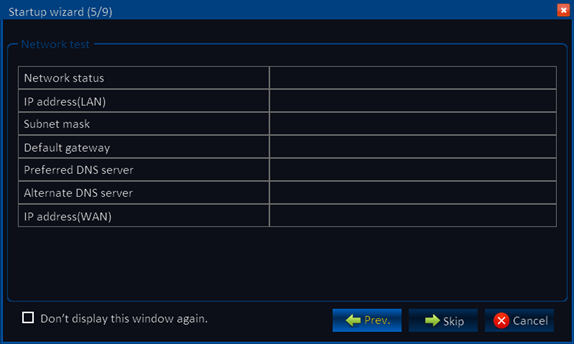 Startup wizard (5/9)
Network test
Network status
IP address(LAN)
Subnet mask
Default gateway
Preferred DNS server
Alternate DNS server
IP address(WAN)
Don't display this window again.
Prev.
Skip
Cancel